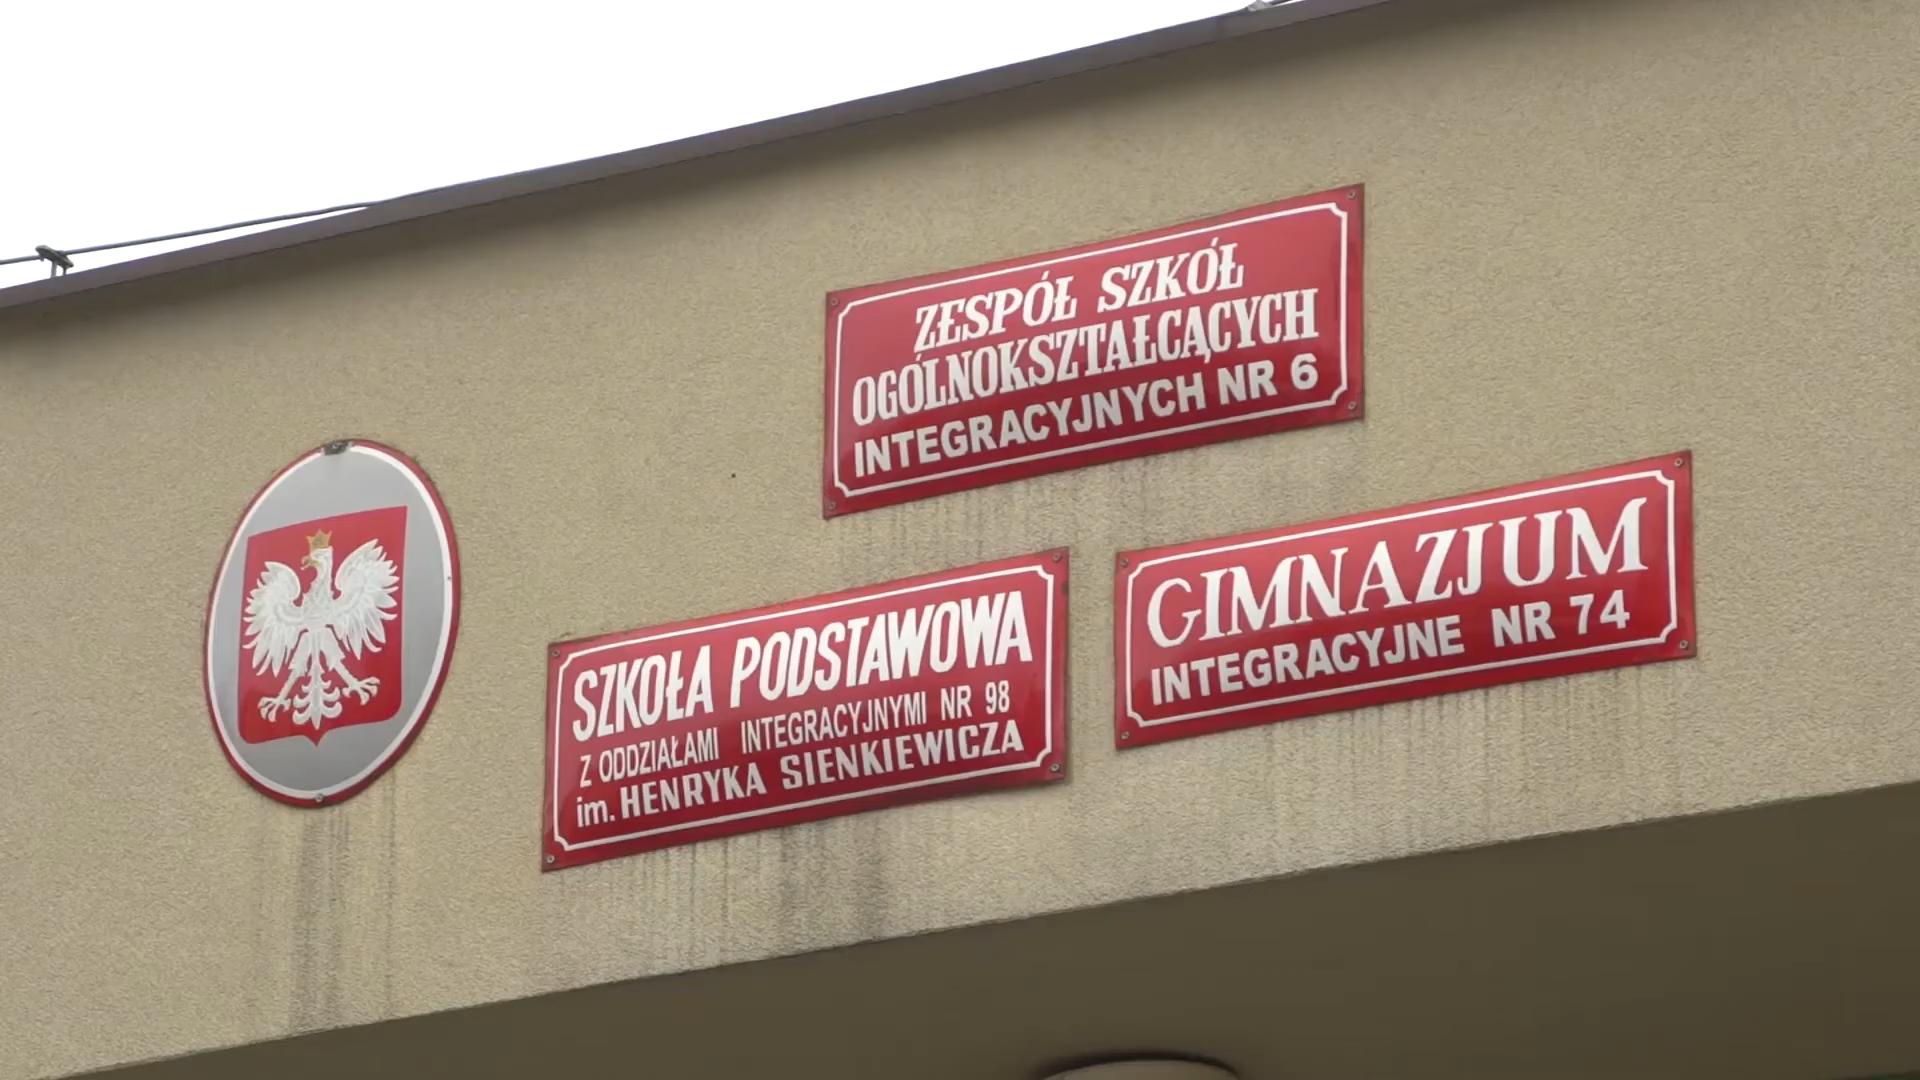 ZESPÓŁ SZKÓŁ
OGÓLNOKSZTAŁCĄCYCH
INTEGRACYJNYCH NR 6
SZKOŁA PODSTAWOWA
Z ODDZIAŁAMI INTEGRACYJNYMI NR 98
im. HENRYKA SIENKIEWICZA
GIMNAZJUM
INTEGRACYJNE NR 74